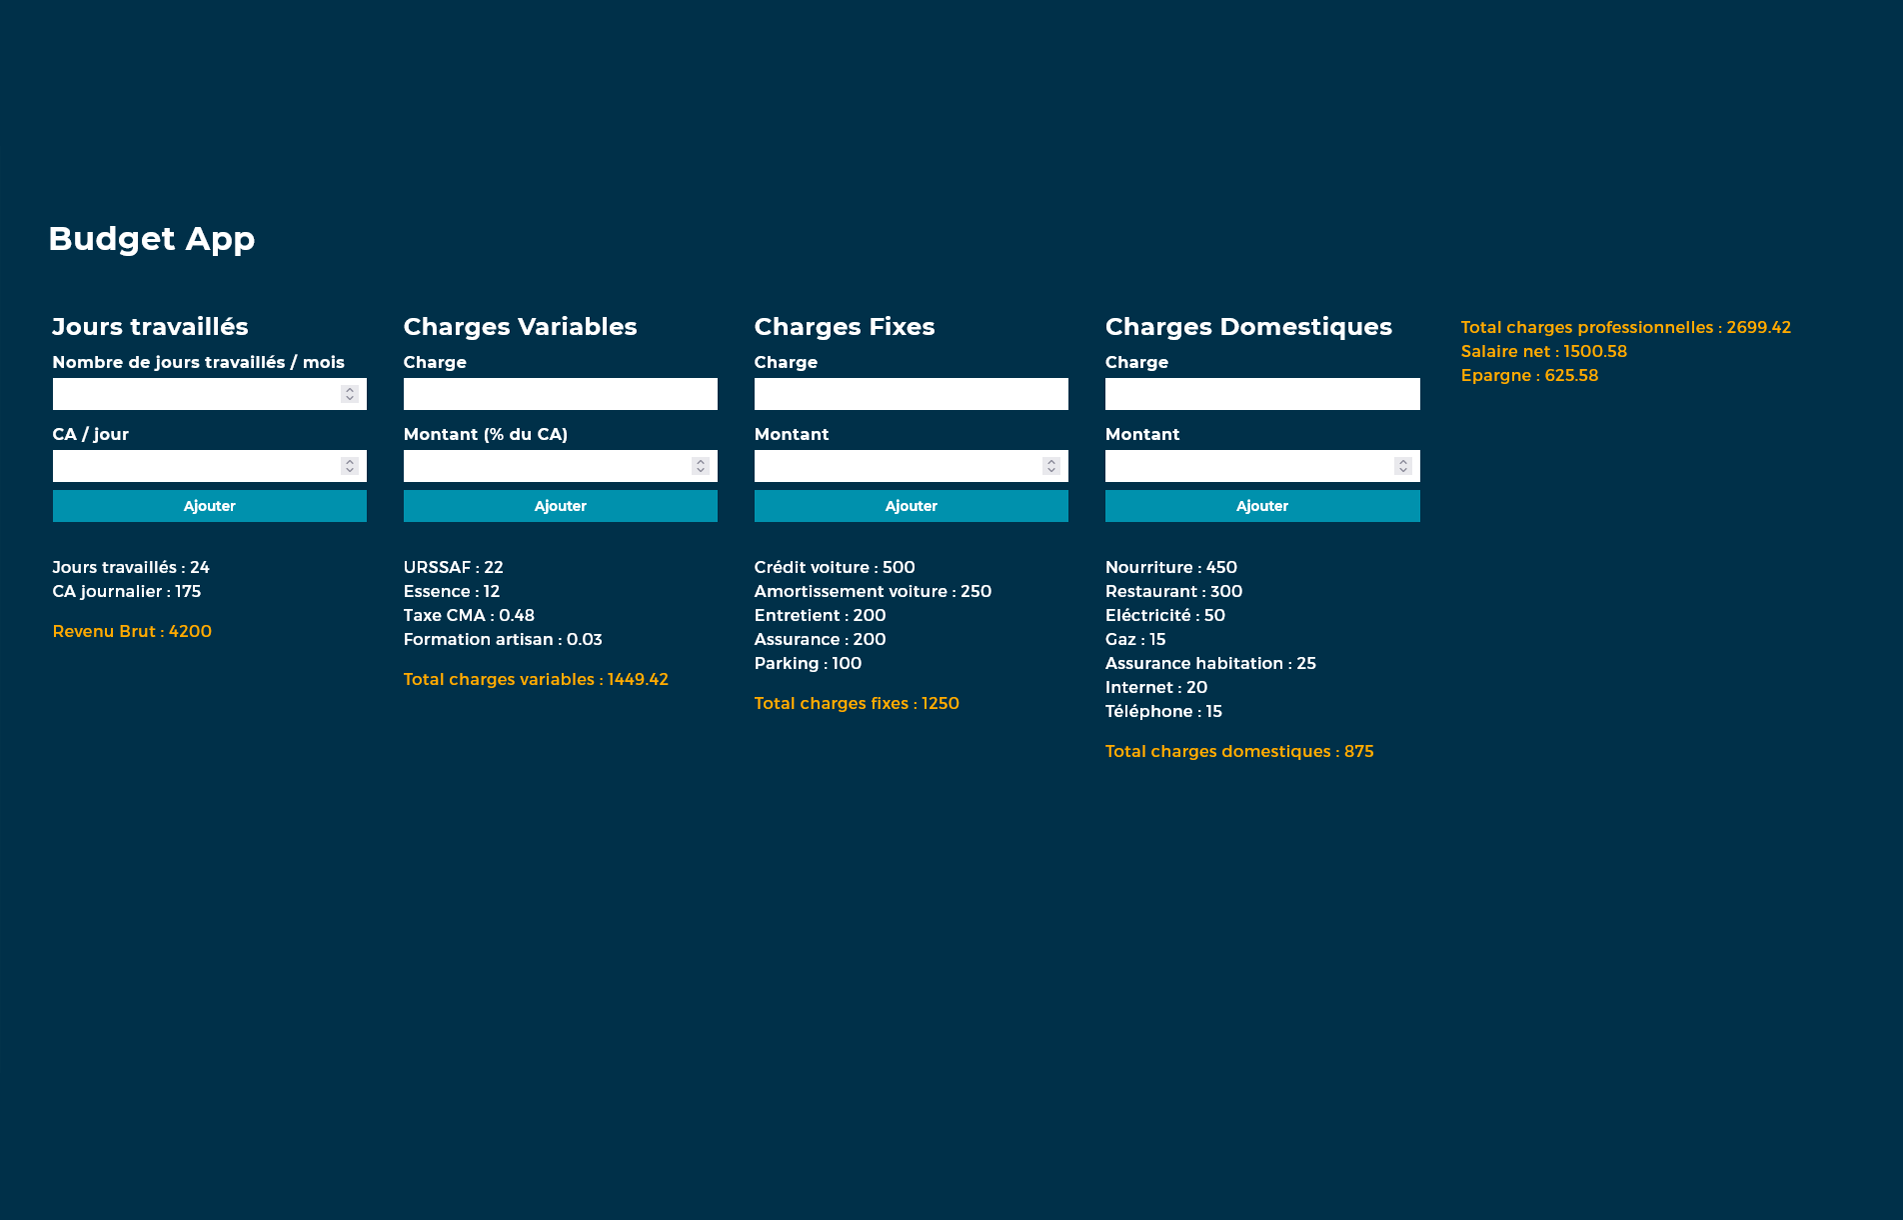 Budget App
Jours travaillés
Nombre de jours travaillés / mois
CA / jour
Ajouter
Jours travaillés : 24
CA journalier : 175
Revenu Brut : 4200
Charges Variables
Charge
Montant (% du CA)
Ajouter
URSSAF : 22
Essence : 12
Taxe CMA : 0.48
Formation artisan : 0.03
Total charges variables : 1449.42
Charges Fixes
Charge
Montant
Ajouter
Crédit voiture : 500
Amortissement voiture : 250
Entretient : 200
Assurance : 200
Parking : 100
Total charges fixes : 1250
Charges Domestiques
Charge
Montant
Ajouter
Nourriture : 450
Restaurant : 300
Eléctricité : 50
Gaz : 15
Assurance habitation : 25
Internet : 20
Téléphone : 15
Total charges domestiques : 875
Total charges professionnelles : 2699.42
Salaire net : 1500.58
Epargne : 625.58